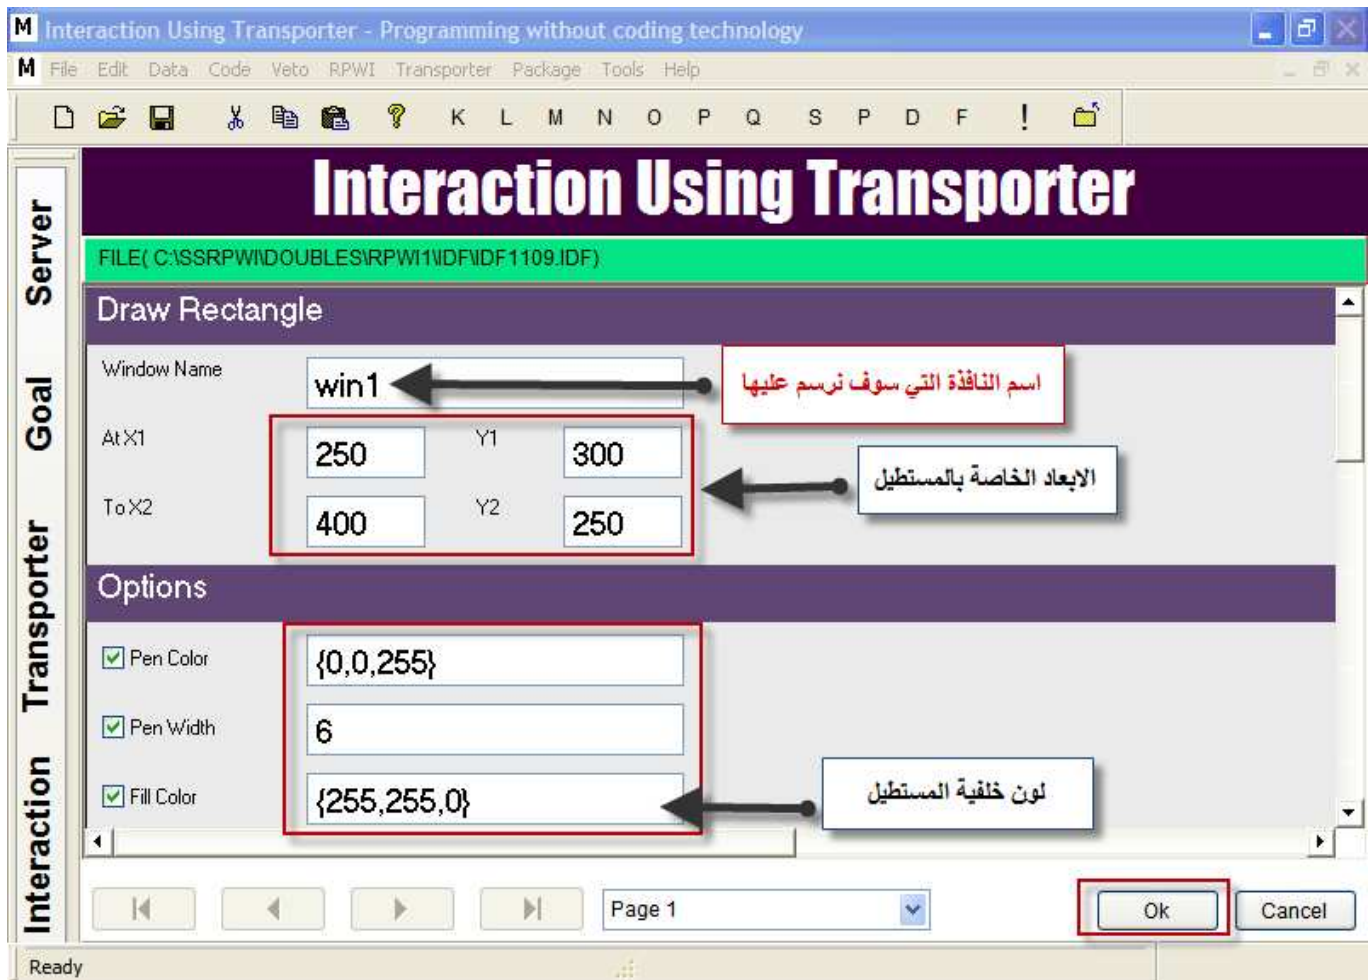 Interaction Using Transporter - Programming without coding technology
File Edit Data Code Veto RPWI Transporter Package Tools Help
K L M N O P Q S P D F !
Interaction Using Transporter
FILE( C:\SSRPWI\DOUBLES\RPWI1\IDF\IDF1109.IDF)
Draw Rectangle
Window Name
win1
اسم النافذة التي سوف نرسم عليها
At X1
250
Y1
300
الابعاد الخاصة بالمستطيل
To X2
400
Y2
250
Options
Pen Color
{0,0,255}
Pen Width
6
Fill Color
{255,255,0}
لون خلفية المستطيل
Page 1
Ok
Cancel
Ready
Server
Goal
Transporter
Interaction